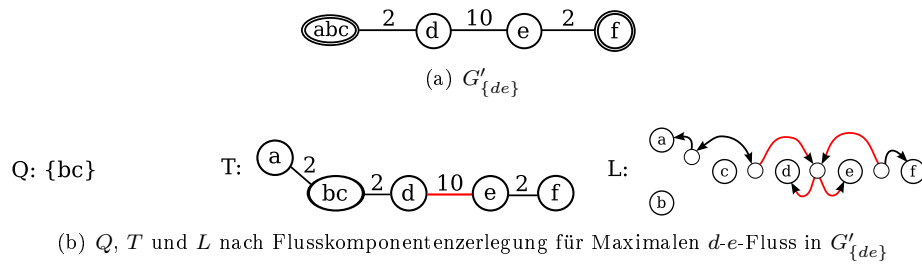 abc 2 d 10 e 2 f
(a) G′{de}
Q: {bc} T: a 2 bc 2 d 10 e 2 f L: a b c d e f
(b) Q, T und L nach Flusskomponentenzerlegung für Maximalen d-e-Fluss in G′{de}